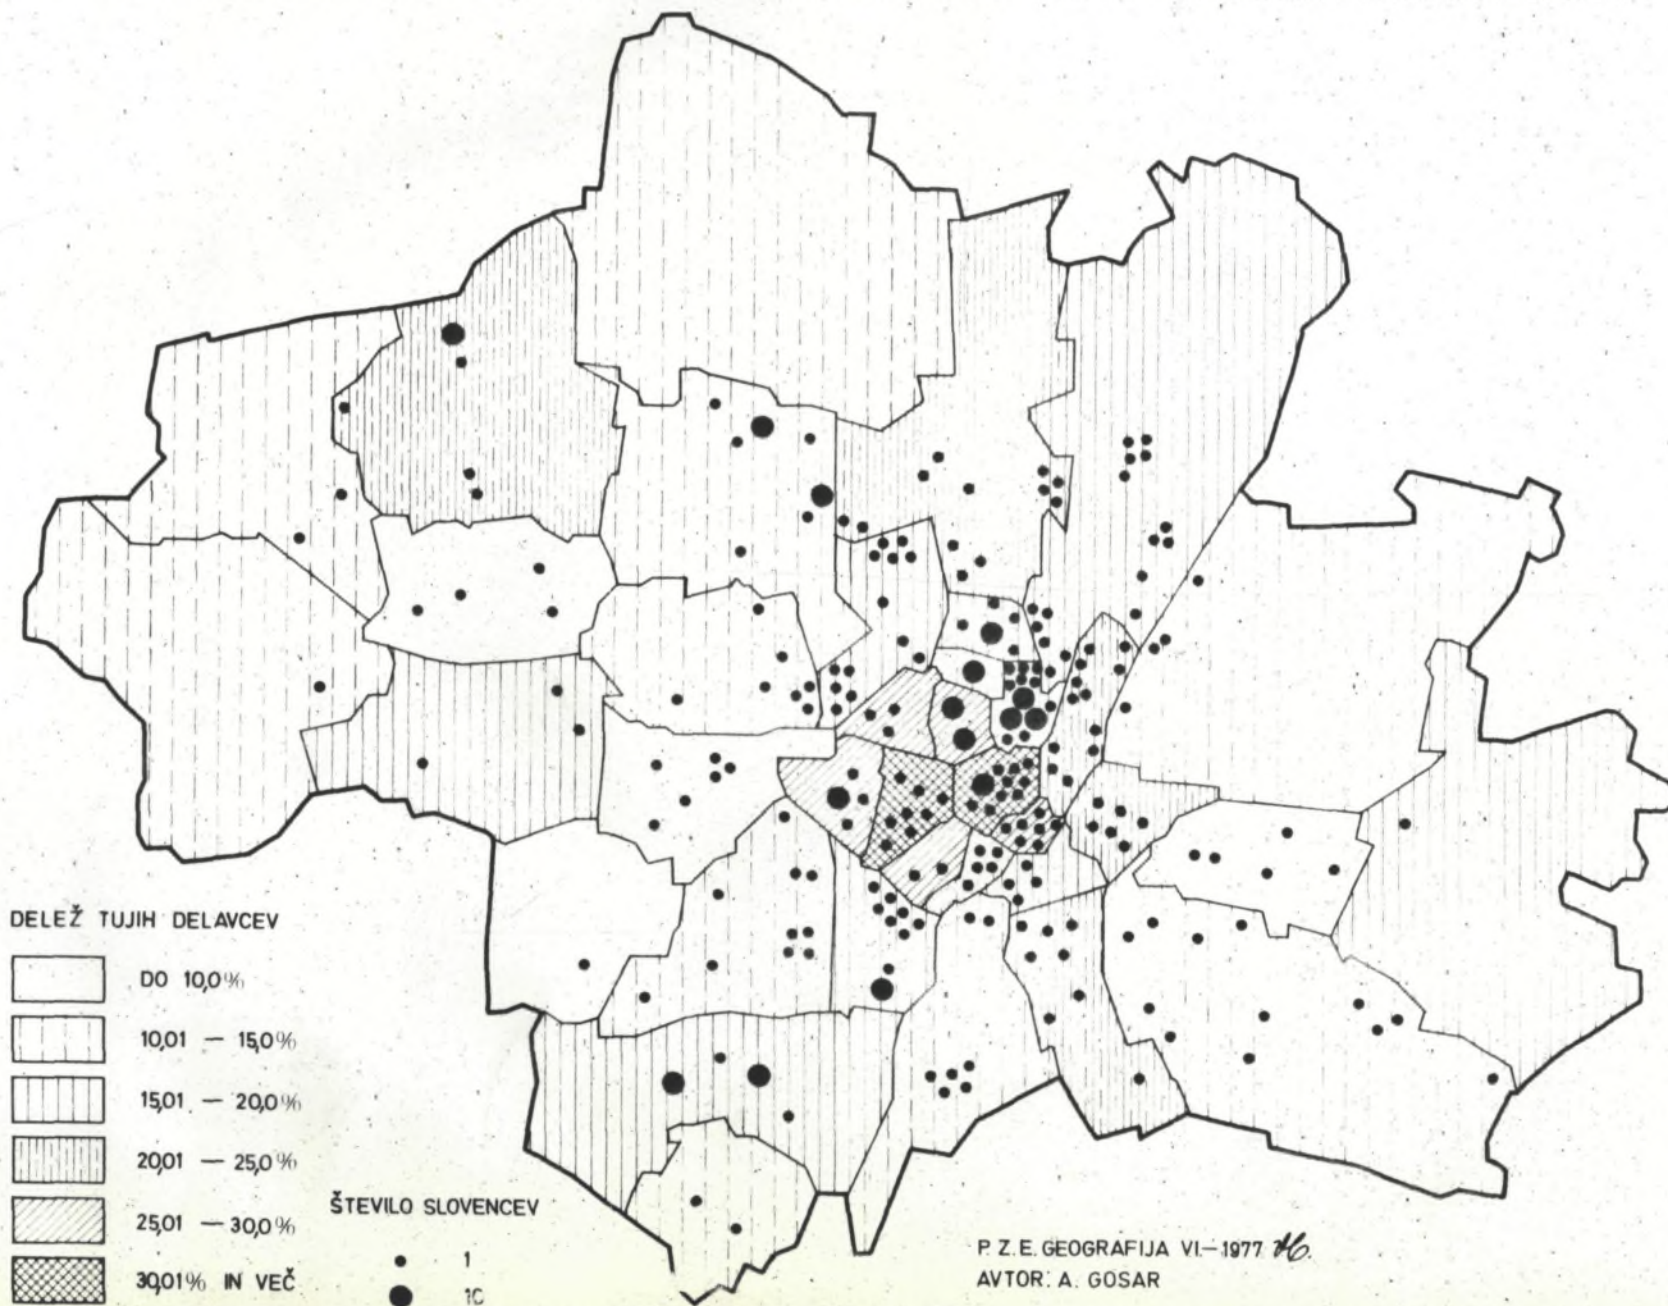 DELEŽ TUJIH DELAVCEV
DO 10,0%
10,01 — 15,0%
15,01 — 20,0%
20,01 — 25,0%
25,01 — 30,0%
30,01% IN VEČ
ŠTEVILO SLOVENCEV
1
10
P. Z. E. GEOGRAFIJA VI.—1977
AVTOR: A. GOSAR